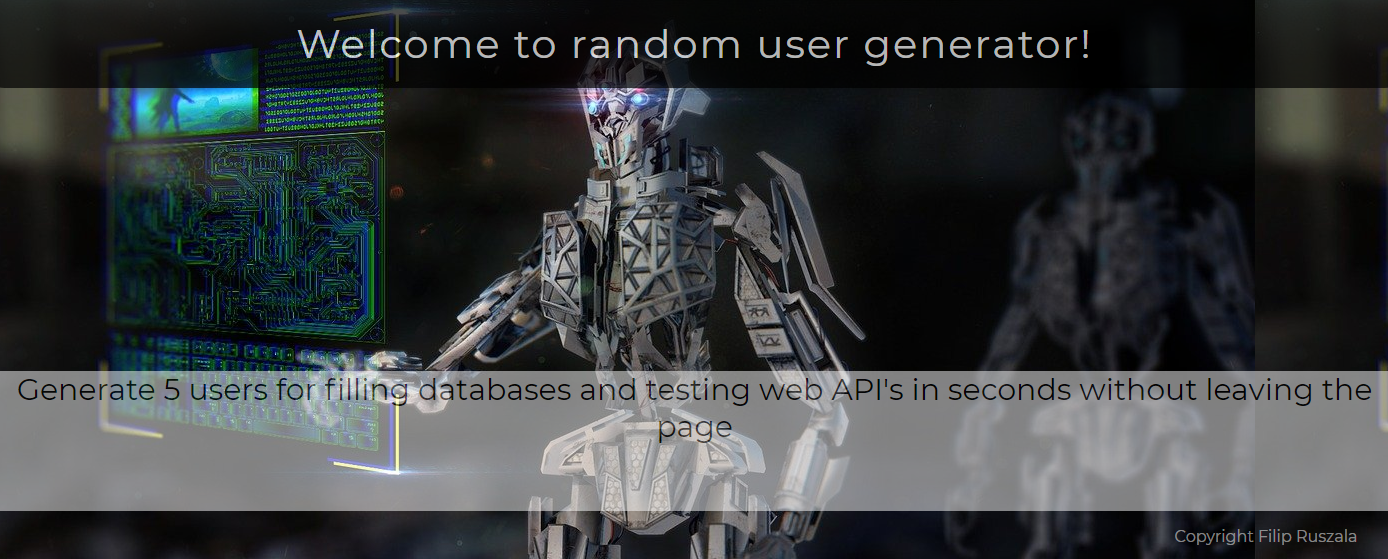 Welcome to random user generator!
Generate 5 users for filling databases and testing web API's in seconds without leaving the
page
Copyright Filip Ruszala